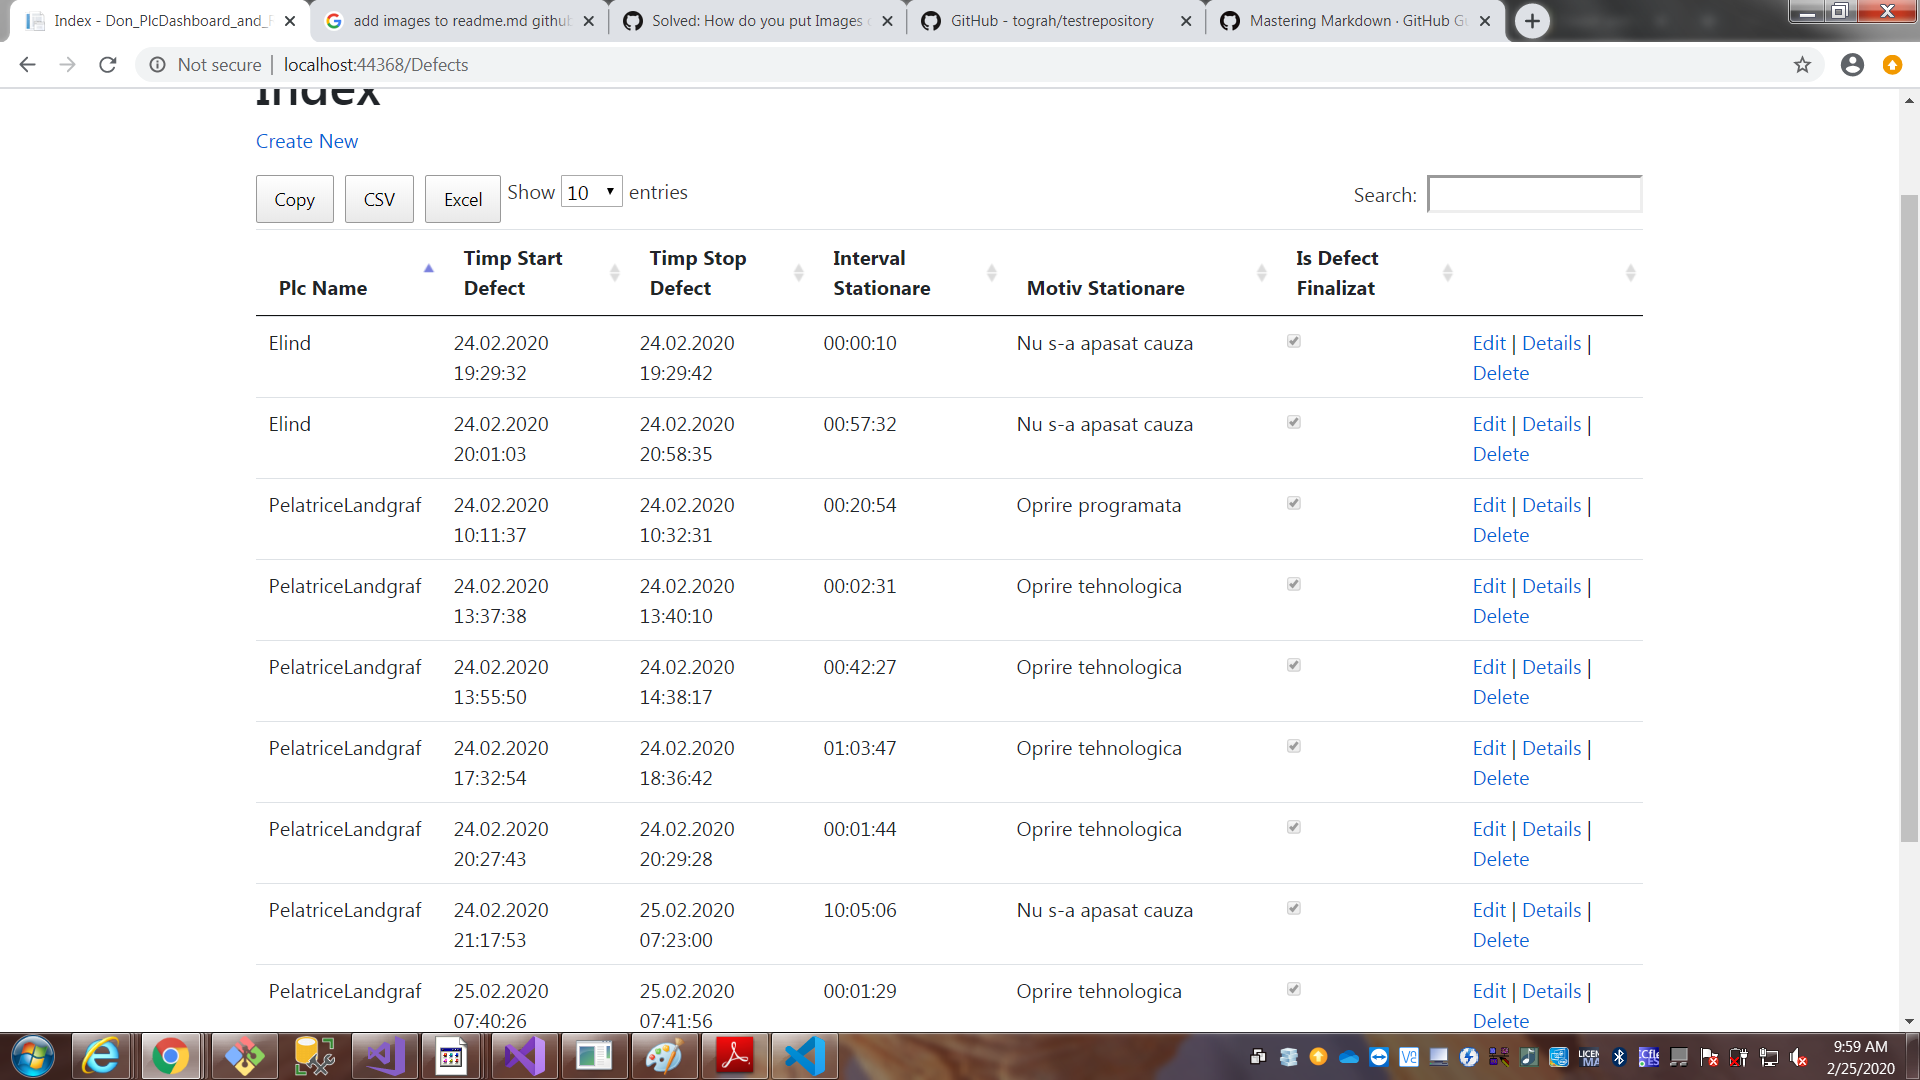 Index - Don_PlcDashboard_and_
add images to readme.md github
Solved: How do you put Images
GitHub - tograh/testrepository
Mastering Markdown · GitHub G
Not secure | localhost:44368/Defects
Index
Create New
Copy CSV Excel Show 10 entries Search:
Plc Name
Timp Start
Defect
Timp Stop
Defect
Interval
Stationare
Motiv Stationare
Is Defect
Finalizat
Elind 24.02.2020 24.02.2020 00:00:10 Nu s-a apasat cauza Edit | Details |
19:29:32 19:29:42 Delete
Elind 24.02.2020 24.02.2020 00:57:32 Nu s-a apasat cauza Edit | Details |
20:01:03 20:58:35 Delete
PelatriceLandgraf 24.02.2020 24.02.2020 00:20:54 Oprire programata Edit | Details |
10:11:37 10:32:31 Delete
PelatriceLandgraf 24.02.2020 24.02.2020 00:02:31 Oprire tehnologica Edit | Details |
13:37:38 13:40:10 Delete
PelatriceLandgraf 24.02.2020 24.02.2020 00:42:27 Oprire tehnologica Edit | Details |
13:55:50 14:38:17 Delete
PelatriceLandgraf 24.02.2020 24.02.2020 01:03:47 Oprire tehnologica Edit | Details |
17:32:54 18:36:42 Delete
PelatriceLandgraf 24.02.2020 24.02.2020 00:01:44 Oprire tehnologica Edit | Details |
20:27:43 20:29:28 Delete
PelatriceLandgraf 24.02.2020 25.02.2020 10:05:06 Nu s-a apasat cauza Edit | Details |
21:17:53 07:23:00 Delete
PelatriceLandgraf 25.02.2020 25.02.2020 00:01:29 Oprire tehnologica Edit | Details |
07:40:26 07:41:56 Delete
9:59 AM
2/25/2020